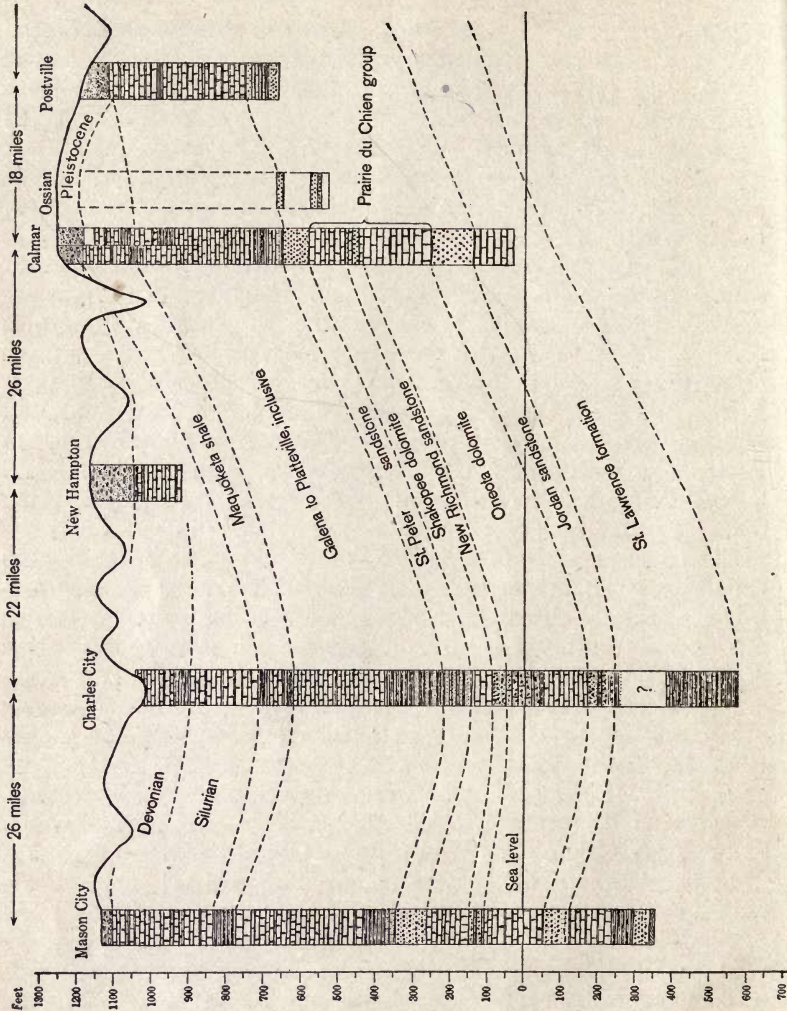 26 miles
22 miles
26 miles
18 miles
Mason City
Charles City
New Hampton
Calmar
Ossian
Postville
Pleistocene
Devonian
Silurian
Maquoketa shale
Galena to Platteville, inclusive
St. Peter sandstone
Shakopee dolomite
New Richmond sandstone
Prairie du Chien group
Oneota dolomite
Jordan sandstone
St. Lawrence formation
Sea level
?
Feet
1300
1200
1100
1000
900
800
700
600
500
400
300
200
100
0
100
200
300
400
500
600
700